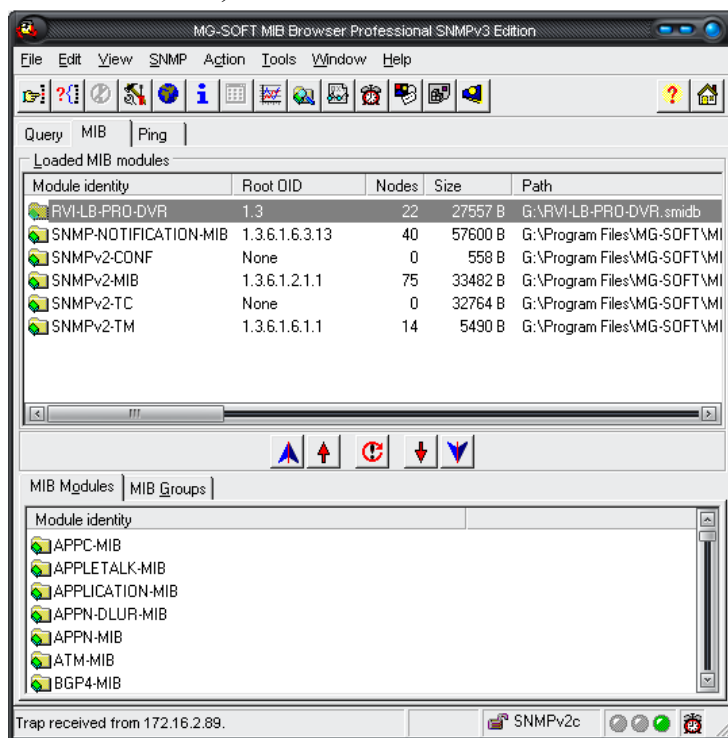 MG-SOFT MIB Browser Professional SNMPv3 Edition
File Edit View SNMP Action Tools Window Help
Query MIB Ping
Loaded MIB modules
Module identity Root OID Nodes Size Path
RVI-LB-PRO-DVR 1.3 22 27557 B G:\RVI-LB-PRO-DVR.smidb
SNMP-NOTIFICATION-MIB 1.3.6.1.6.3.13 40 57600 B G:\Program Files\MG-SOFT\MI
SNMPv2-CONF None 0 558 B G:\Program Files\MG-SOFT\MI
SNMPv2-MIB 1.3.6.1.2.1.1 75 33482 B G:\Program Files\MG-SOFT\MI
SNMPv2-TC None 0 32764 B G:\Program Files\MG-SOFT\MI
SNMPv2-TM 1.3.6.1.6.1.1 14 5490 B G:\Program Files\MG-SOFT\MI
MIB Modules MIB Groups
Module identity
APPC-MIB
APPLETALK-MIB
APPLICATION-MIB
APPN-DLUR-MIB
APPN-MIB
ATM-MIB
BGP4-MIB
Trap received from 172.16.2.89. SNMPv2c